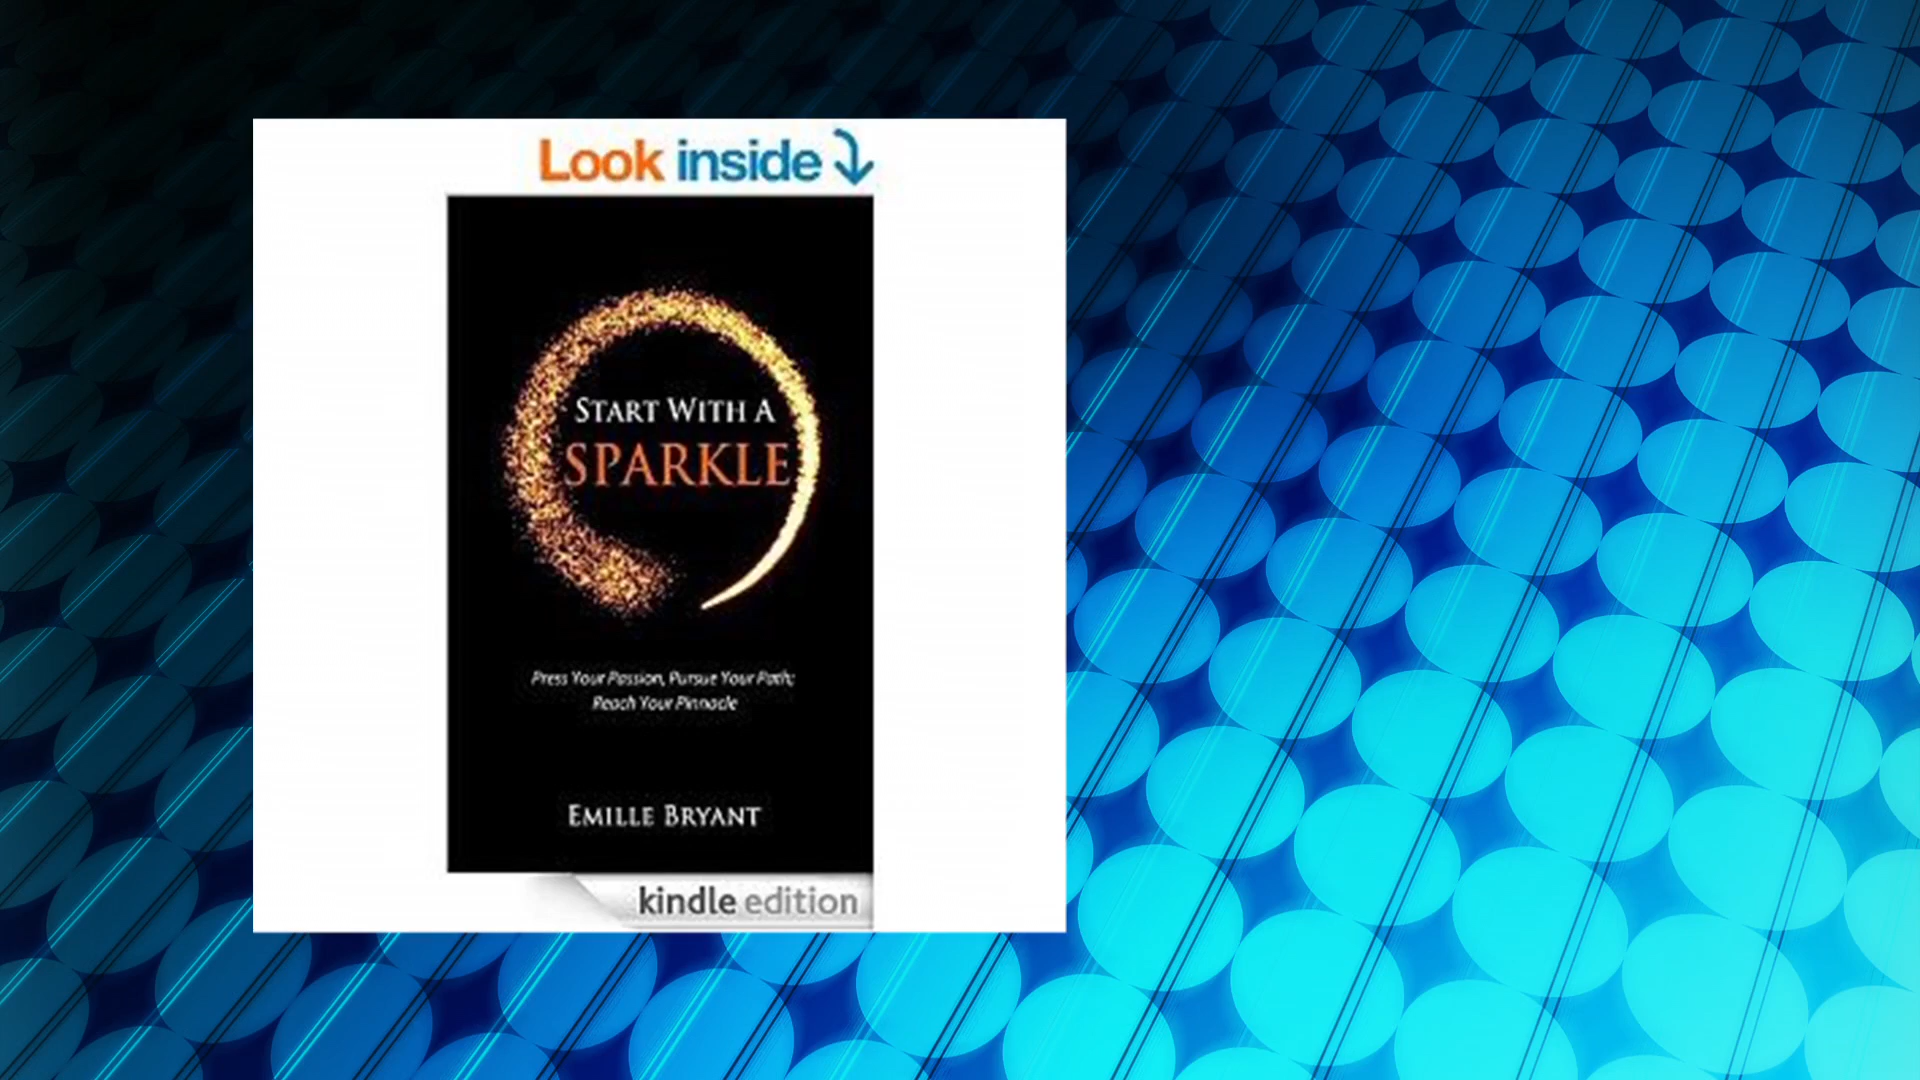 Look inside
START WITH A
SPARKLE
Press Your Passion, Pursue Your Path;
Reach Your Pinnacle
EMILLE BRYANT
kindle edition